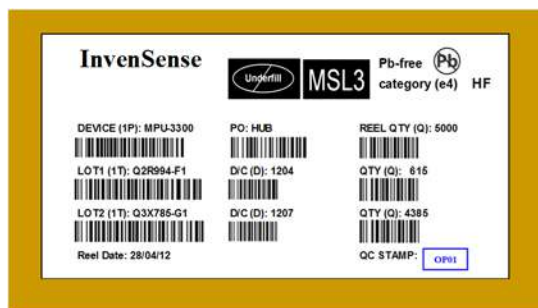 InvenSense
Underfill MSL3 Pb-free Pb
category (e4) HF
DEVICE (1P): MPU-3300 PO: HUB REEL QTY (Q): 5000
LOT1 (1T): Q2R994-F1 D/C (D): 1204 QTY (Q): 615
LOT2 (1T): Q3X785-G1 D/C (D): 1207 QTY (Q): 4385
Reel Date: 28/04/12 QC STAMP: OP01